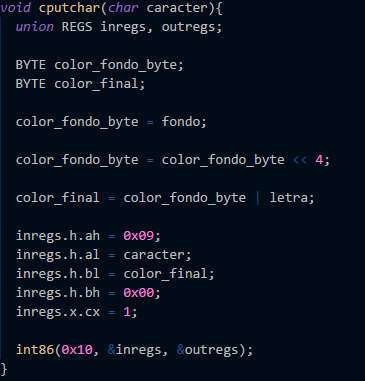 void cputchar(char caracter){
  union REGS inregs, outregs;

  BYTE color_fondo_byte;
  BYTE color_final;

  color_fondo_byte = fondo;

  color_fondo_byte = color_fondo_byte << 4;

  color_final = color_fondo_byte | letra;

  inregs.h.ah = 0x09;
  inregs.h.al = caracter;
  inregs.h.bl = color_final;
  inregs.h.bh = 0x00;
  inregs.x.cx = 1;

  int86(0x10, &inregs, &outregs);
}